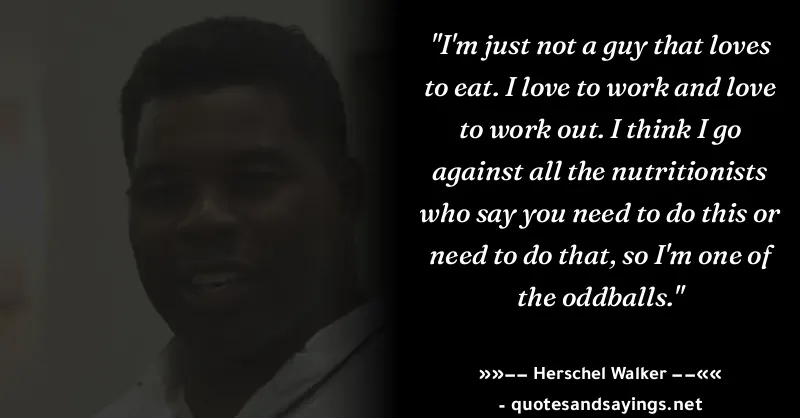 "I'm just not a guy that loves
to eat. I love to work and love
to work out. I think I go
against all the nutritionists
who say you need to do this or
need to do that, so I'm one of
the oddballs."
»»−− Herschel Walker −−««
- quotesandsayings.net